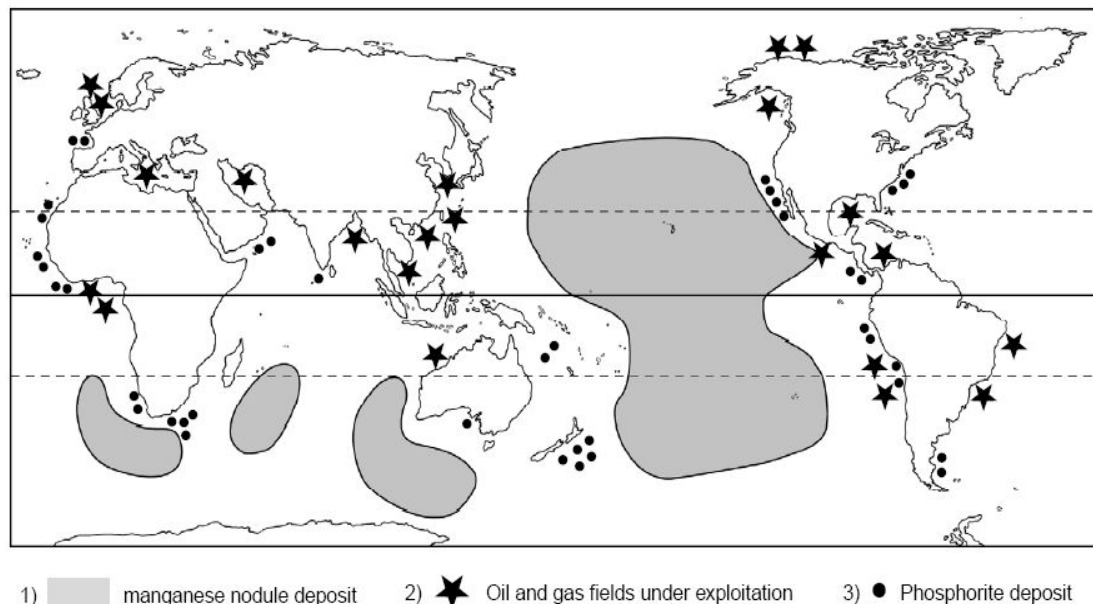 1) manganese nodule deposit 2) Oil and gas fields under exploitation 3) Phosphorite deposit